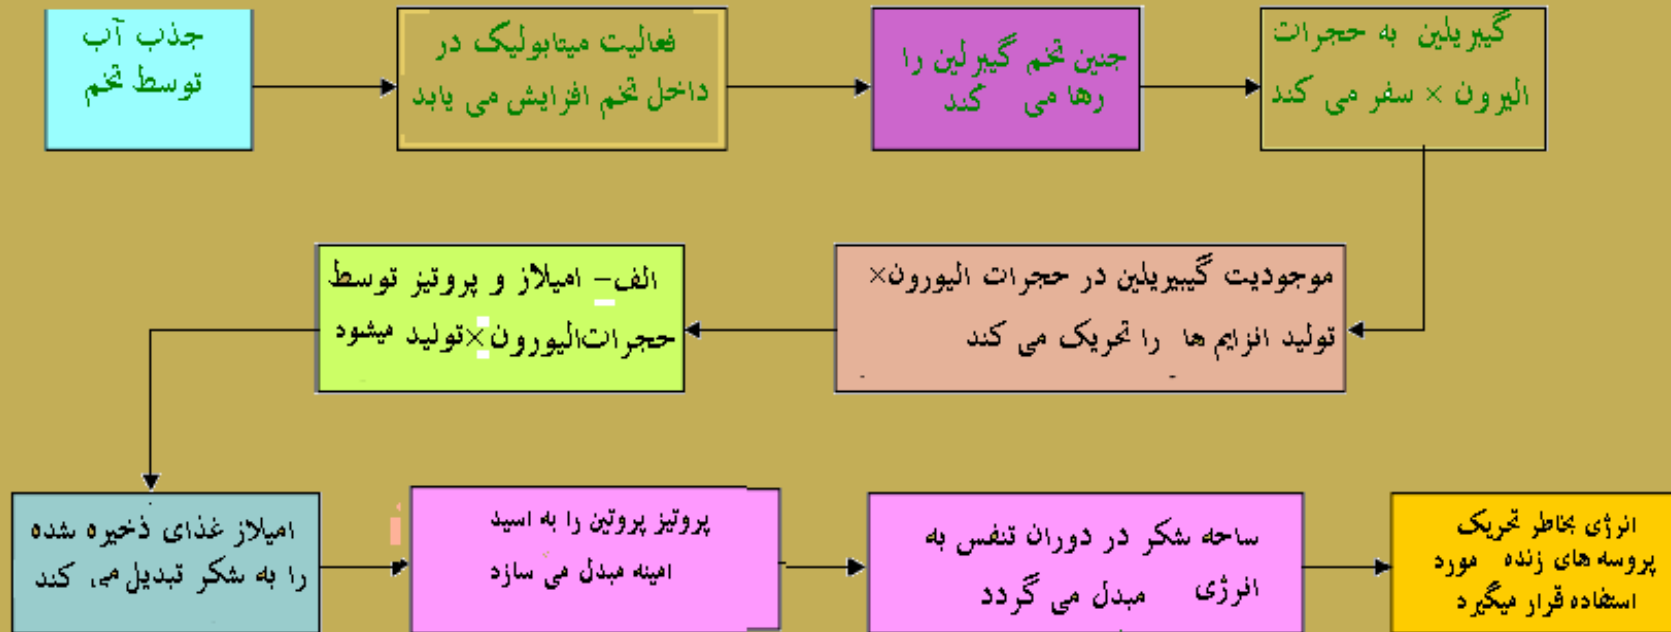 جذب آب
توسط تخم
فعالیت میتابولیک در
داخل تخم افزایش می یابد
جنین تخم گیبرلین را
رها می کند
گیبریلین به حجرات
الیرون × سفر می کند
موجودیت گیبیریلین در حجرات الیورون×
تولید انزایم ها را تحریک می کند
الف- امیلاز و پروتیز توسط
حجرات‌الیورون×تولید میشود
امیلاز غذای ذخیره شده
را به شکر تبدیل می کند
پروتیز پروتین را به اسید
امینه مبدل می سازد
ساحه شکر در دوران تنفس به
انرژی مبدل می گردد
انرژی بخاطر تحریک
پروسه های زنده مورد
استفاده قرار میگیرد